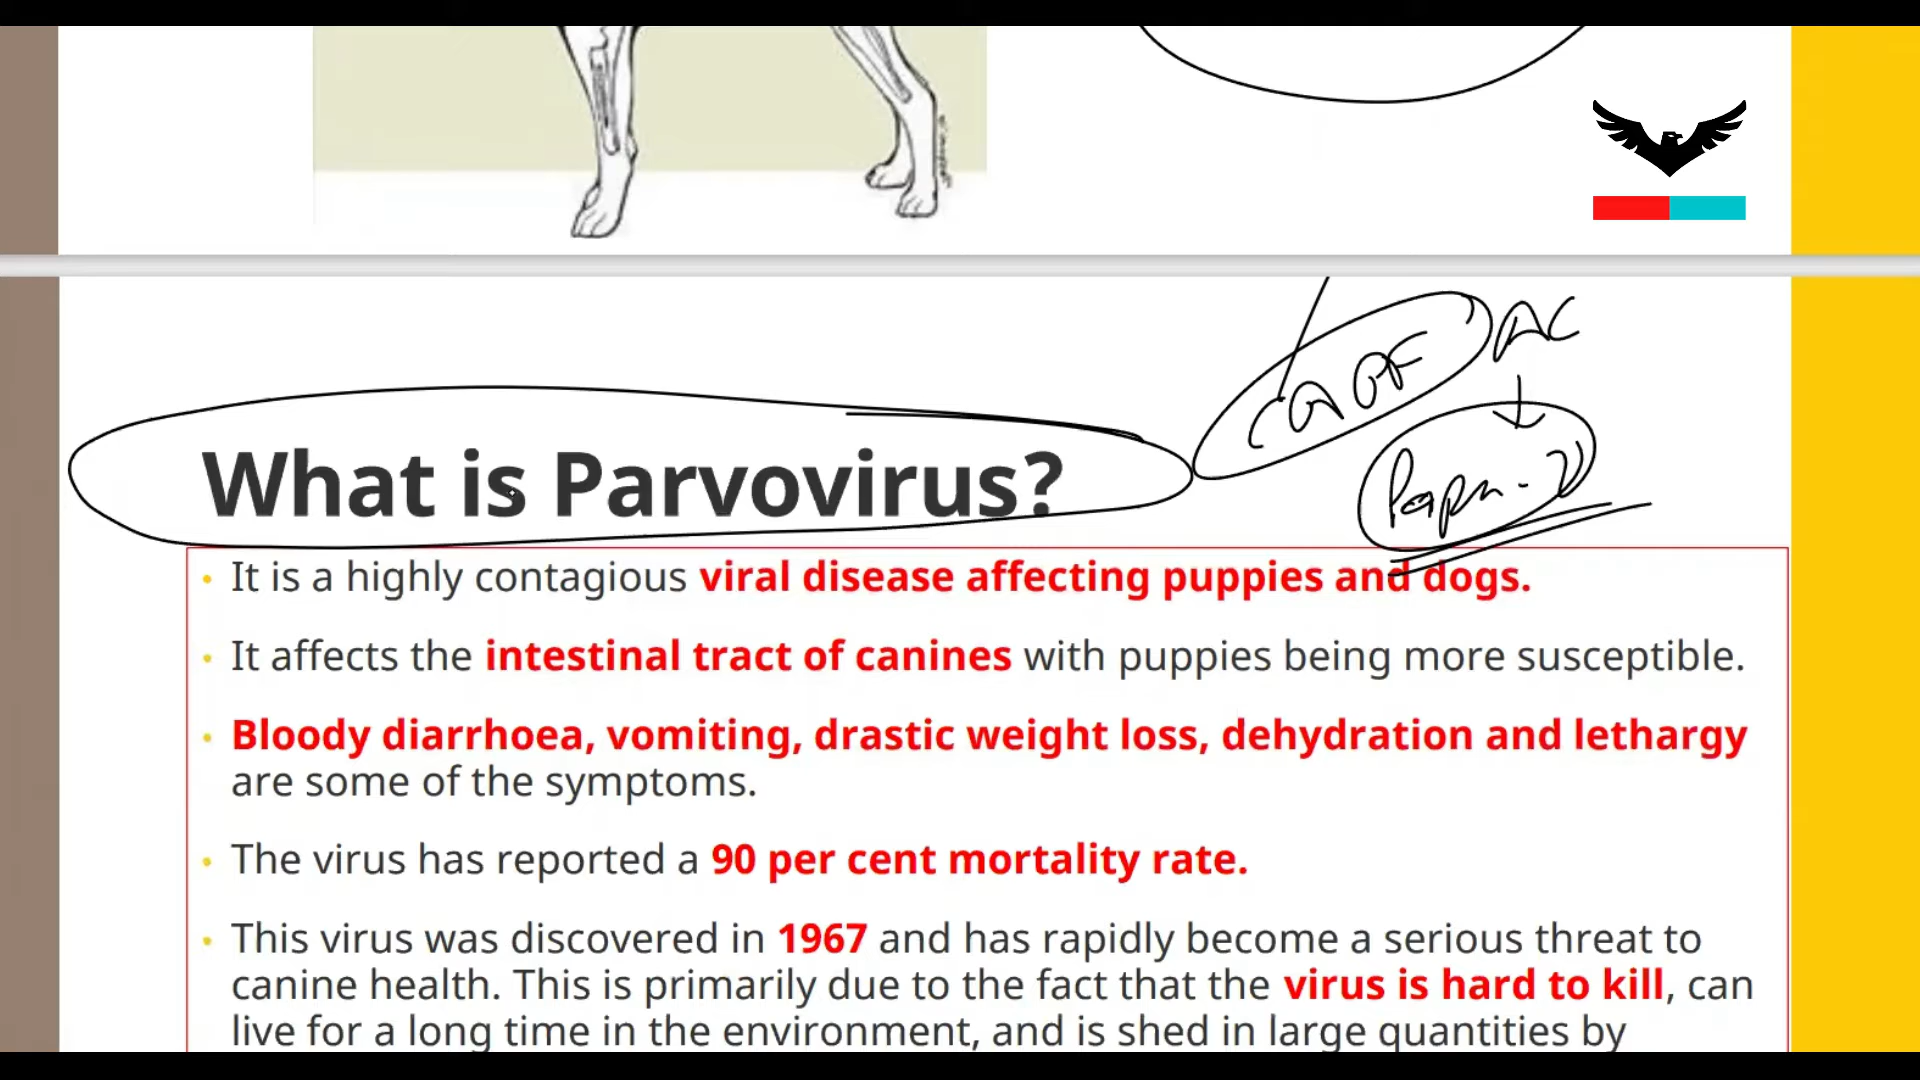 What is Parvovirus?
• It is a highly contagious viral disease affecting puppies and dogs.
• It affects the intestinal tract of canines with puppies being more susceptible.
• Bloody diarrhoea, vomiting, drastic weight loss, dehydration and lethargy
are some of the symptoms.
• The virus has reported a 90 per cent mortality rate.
• This virus was discovered in 1967 and has rapidly become a serious threat to
canine health. This is primarily due to the fact that the virus is hard to kill, can
live for a long time in the environment, and is shed in large quantities by